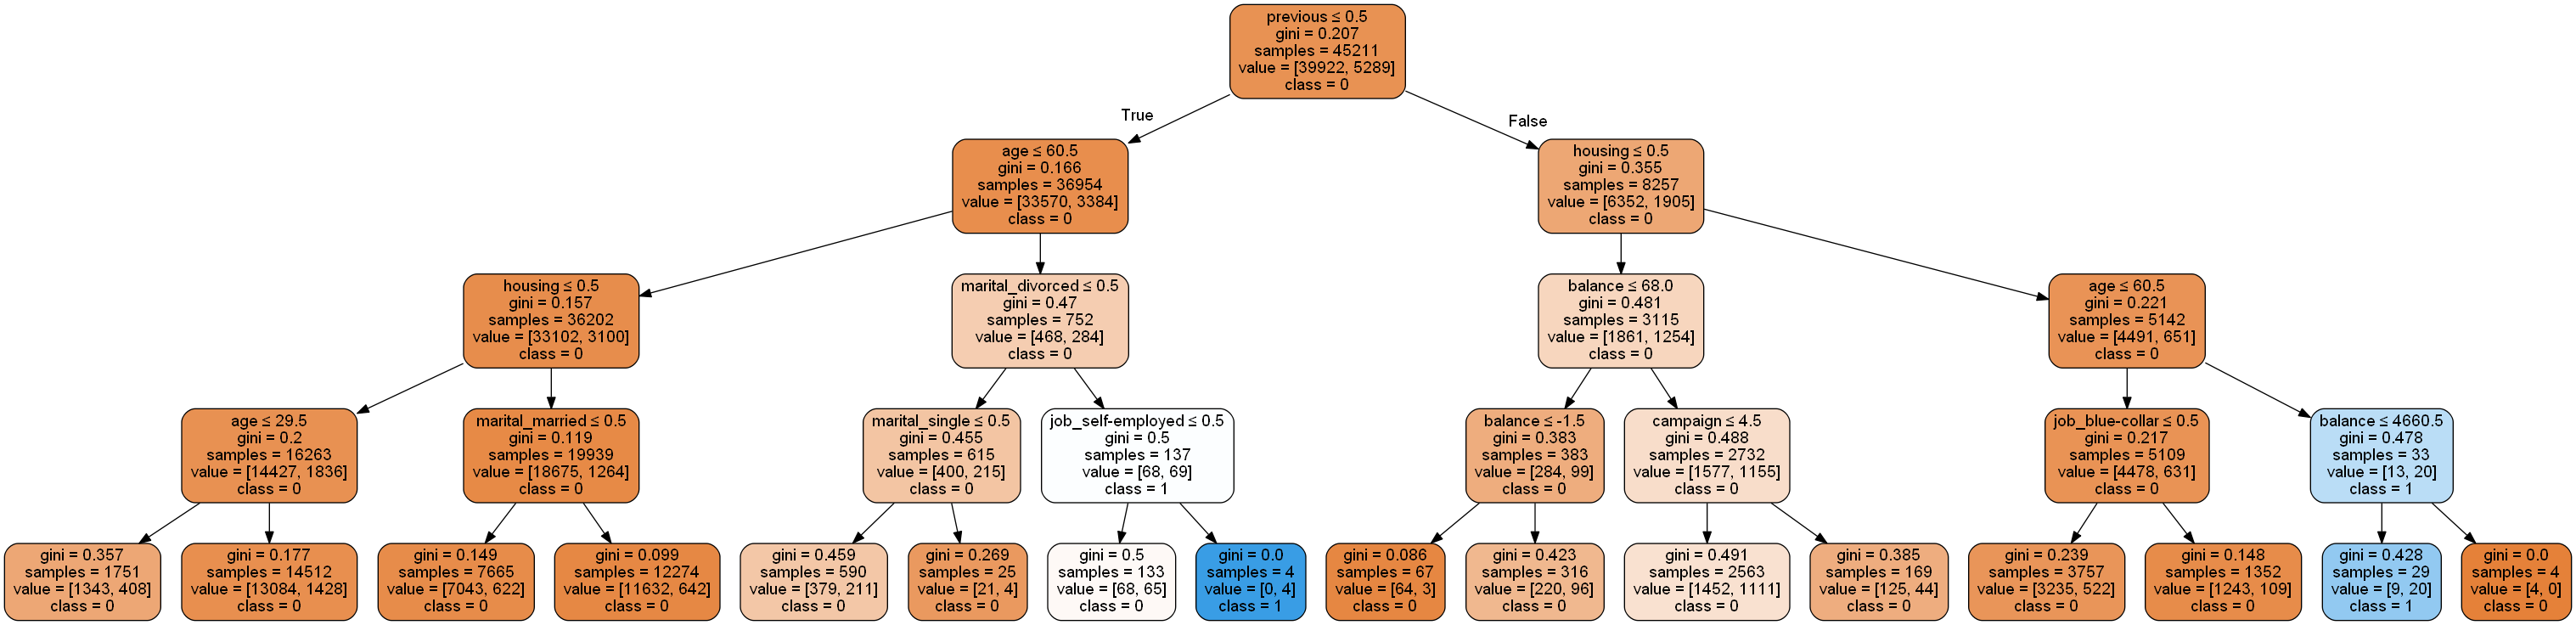 previous ≤ 0.5
gini = 0.207
samples = 45211
value = [39922, 5289]
class = 0
True
False
age ≤ 60.5
gini = 0.166
samples = 36954
value = [33570, 3384]
class = 0
housing ≤ 0.5
gini = 0.355
samples = 8257
value = [6352, 1905]
class = 0
housing ≤ 0.5
gini = 0.157
samples = 36202
value = [33102, 3100]
class = 0
marital_divorced ≤ 0.5
gini = 0.47
samples = 752
value = [468, 284]
class = 0
balance ≤ 68.0
gini = 0.481
samples = 3115
value = [1861, 1254]
class = 0
age ≤ 60.5
gini = 0.221
samples = 5142
value = [4491, 651]
class = 0
age ≤ 29.5
gini = 0.2
samples = 16263
value = [14427, 1836]
class = 0
marital_married ≤ 0.5
gini = 0.119
samples = 19939
value = [18675, 1264]
class = 0
marital_single ≤ 0.5
gini = 0.455
samples = 615
value = [400, 215]
class = 0
job_self-employed ≤ 0.5
gini = 0.5
samples = 137
value = [68, 69]
class = 1
balance ≤ -1.5
gini = 0.383
samples = 383
value = [284, 99]
class = 0
campaign ≤ 4.5
gini = 0.488
samples = 2732
value = [1577, 1155]
class = 0
job_blue-collar ≤ 0.5
gini = 0.217
samples = 5109
value = [4478, 631]
class = 0
balance ≤ 4660.5
gini = 0.478
samples = 33
value = [13, 20]
class = 1
gini = 0.357
samples = 1751
value = [1343, 408]
class = 0
gini = 0.177
samples = 14512
value = [13084, 1428]
class = 0
gini = 0.149
samples = 7665
value = [7043, 622]
class = 0
gini = 0.099
samples = 12274
value = [11632, 642]
class = 0
gini = 0.459
samples = 590
value = [379, 211]
class = 0
gini = 0.269
samples = 25
value = [21, 4]
class = 0
gini = 0.5
samples = 133
value = [68, 65]
class = 0
gini = 0.0
samples = 4
value = [0, 4]
class = 1
gini = 0.086
samples = 67
value = [64, 3]
class = 0
gini = 0.423
samples = 316
value = [220, 96]
class = 0
gini = 0.491
samples = 2563
value = [1452, 1111]
class = 0
gini = 0.385
samples = 169
value = [125, 44]
class = 0
gini = 0.239
samples = 3757
value = [3235, 522]
class = 0
gini = 0.148
samples = 1352
value = [1243, 109]
class = 0
gini = 0.428
samples = 29
value = [9, 20]
class = 1
gini = 0.0
samples = 4
value = [4, 0]
class = 0